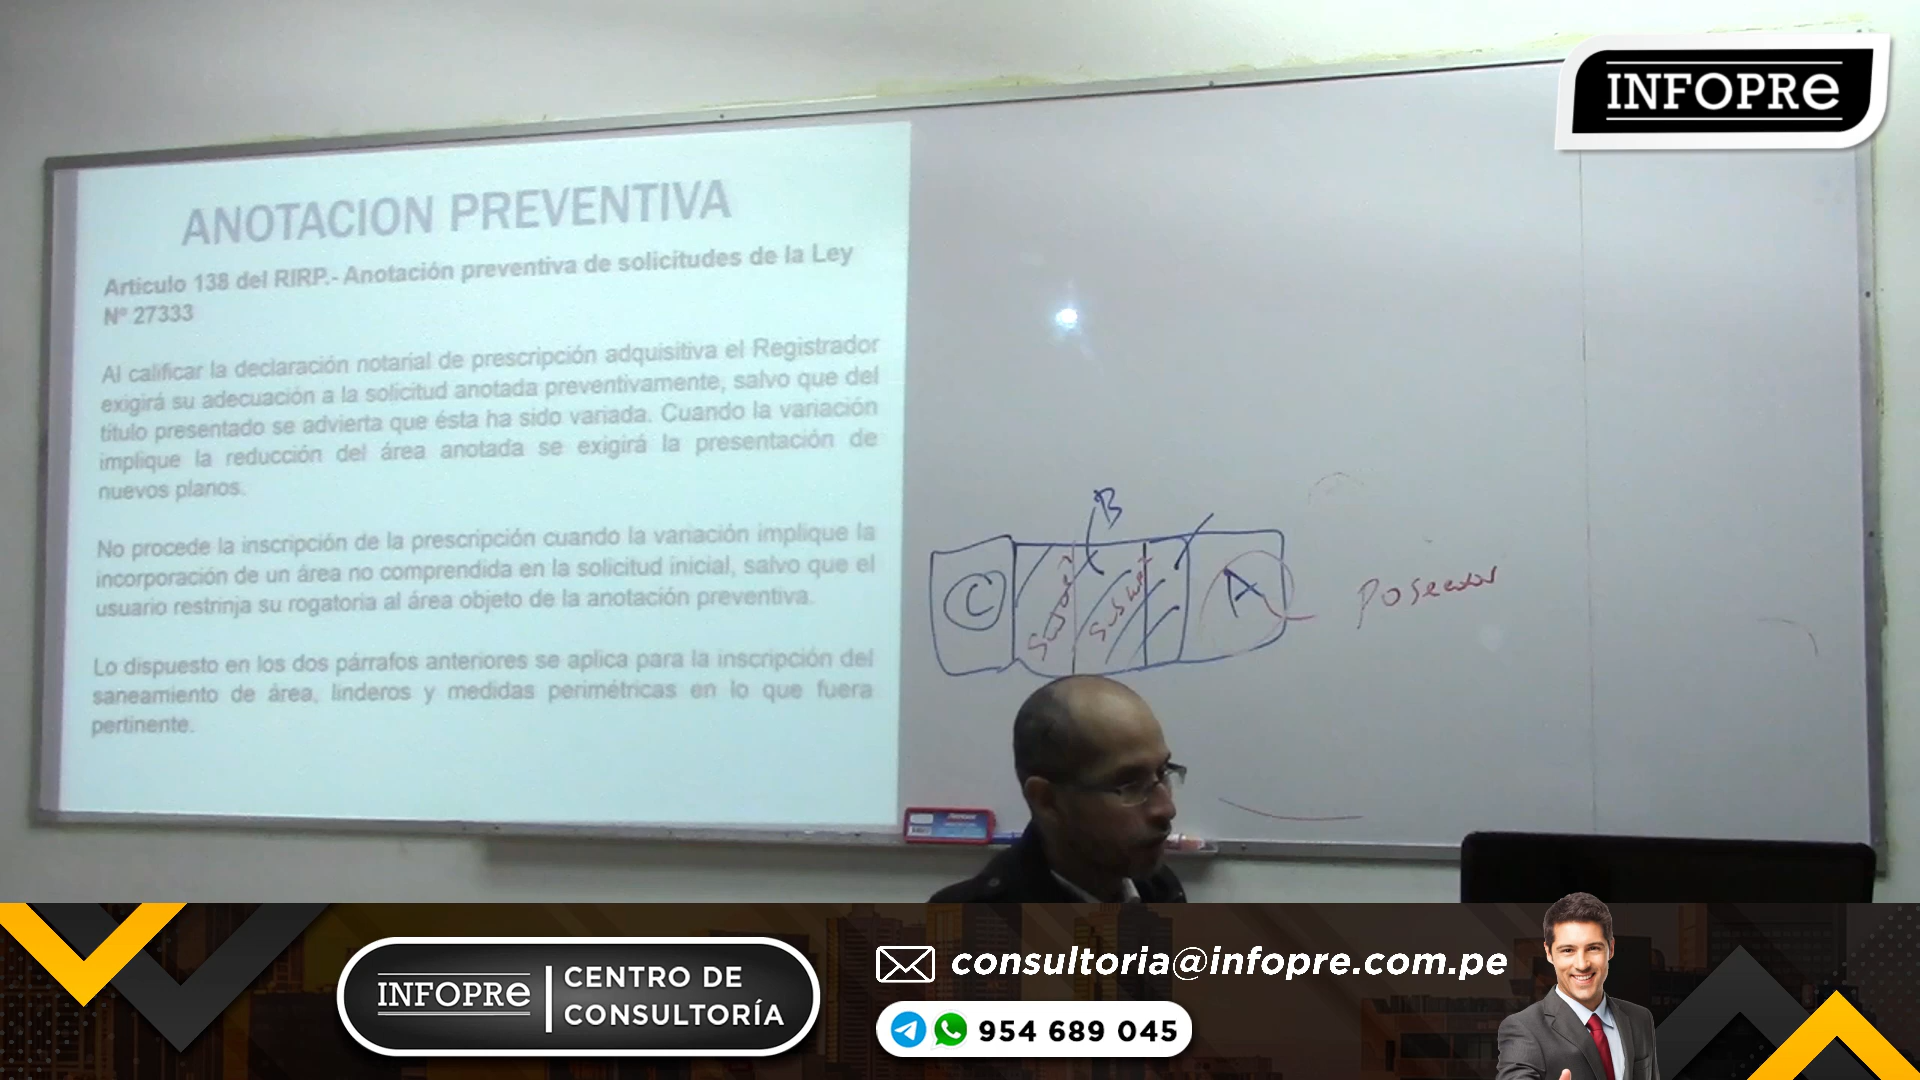 INFOPRe
ANOTACION PREVENTIVA
Articulo 138 del RIRP.- Anotación preventiva de solicitudes de la Ley
Nº 27333
Al calificar la declaración notarial de prescripción adquisitiva el Registrador
exigirá su adecuación a la solicitud anotada preventivamente, salvo que del
título presentado se advierta que ésta ha sido variada. Cuando la variación
implique la reducción del área anotada se exigirá la presentación de
nuevos planos.
No procede la inscripción de la prescripción cuando la variación implique la
incorporación de un área no comprendida en la solicitud inicial, salvo que el
usuario restrinja su rogatoria al área objeto de la anotación preventiva.
Lo dispuesto en los dos párrafos anteriores se aplica para la inscripción del
saneamiento de área, linderos y medidas perimétricas en lo que fuera
pertinente.
B
C
A
Poseedor
INFOPRe
CENTRO DE
CONSULTORÍA
consultoria@infopre.com.pe
954 689 045